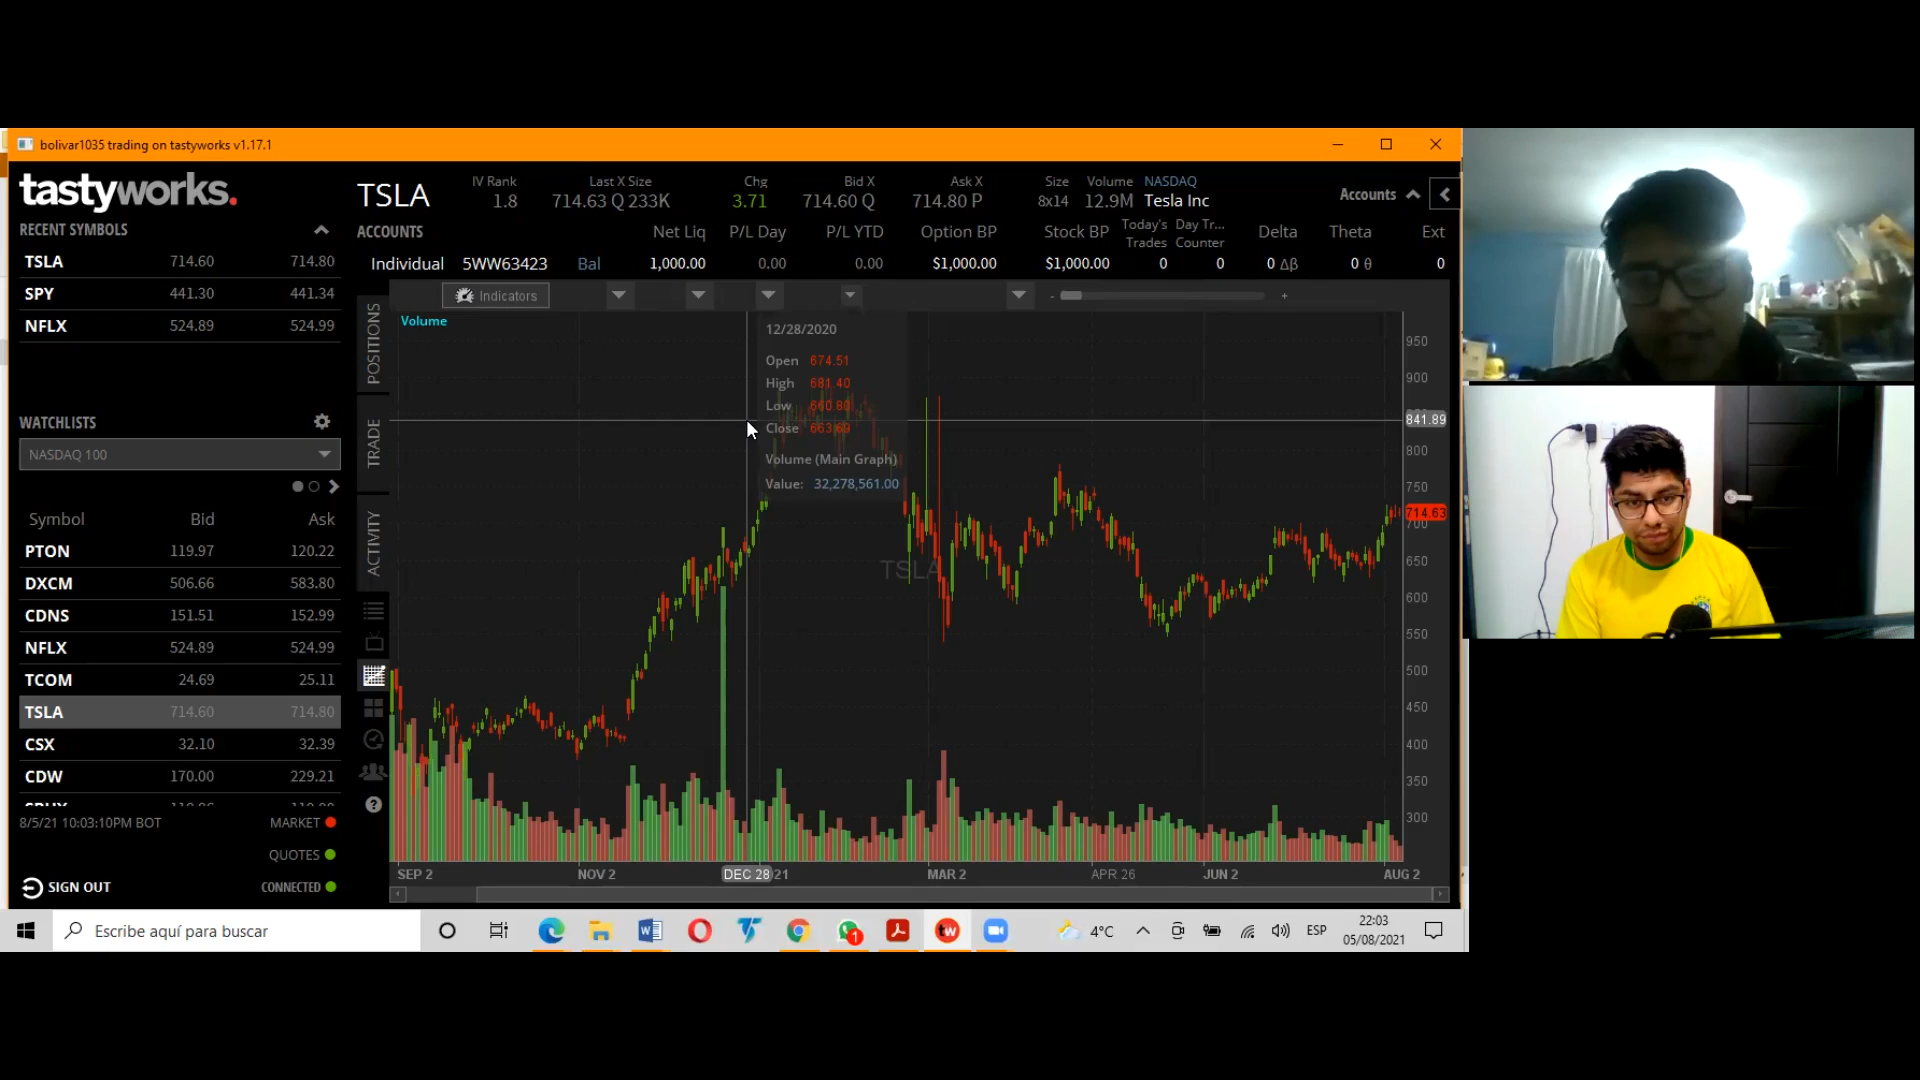 bolivar1035 trading on tastyworks v1.17.1
tastyworks.
RECENT SYMBOLS
TSLA 714.60 714.80
SPY 441.30 441.34
NFLX 524.89 524.99
WATCHLISTS
NASDAQ 100
Symbol Bid Ask
PTON 119.97 120.22
DXCM 506.66 583.80
CDNS 151.51 152.99
NFLX 524.89 524.99
TCOM 24.69 25.11
TSLA 714.60 714.80
CSX 32.10 32.39
CDW 170.00 229.21
8/5/21 10:03:10PM BOT MARKET
QUOTES
SIGN OUT CONNECTED
TSLA
IV Rank Last X Size Chg Bid X Ask X Size Volume NASDAQ
1.8 714.63 Q 233K 3.71 714.60 Q 714.80 P 8x14 12.9M Tesla Inc
Accounts
ACCOUNTS Net Liq P/L Day P/L YTD Option BP Stock BP Today's Trades Day Tr... Counter Delta Theta Ext
Individual 5WW63423 Bal 1,000.00 0.00 0.00 $1,000.00 $1,000.00 0 0 0 Δβ 0 θ 0
POSITIONS
TRADE
ACTIVITY
Indicators
- +
Volume
12/28/2020
Open 674.51
High 681.40
Low 660.80
Close 663.69
Volume (Main Graph)
Value: 32,278,561.00
TSLA
950
900
841.89
800
750
714.63
700
650
600
550
500
450
400
350
300
SEP 2 NOV 2 DEC 28 21 MAR 2 APR 26 JUN 2 AUG 2
?
Escribe aquí para buscar
W
1
tw
4°C
ESP
22:03
05/08/2021